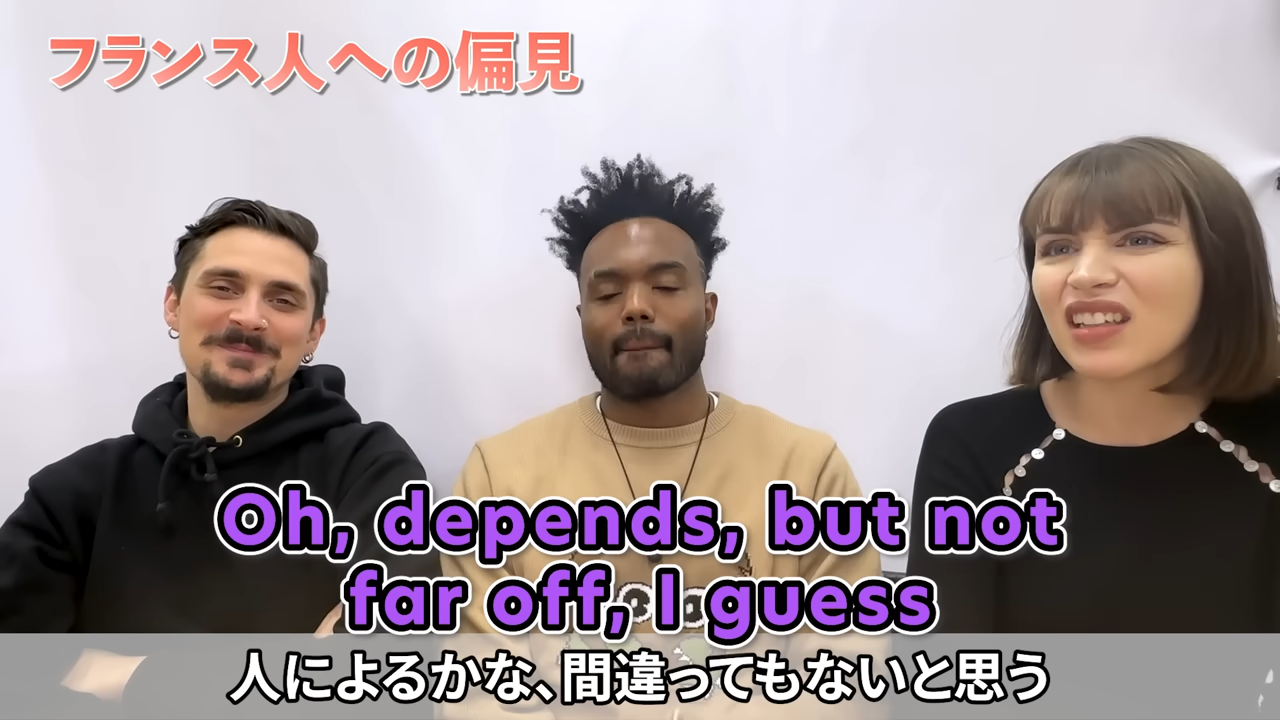 フランス人への偏見
Oh, depends, but not
far off, I guess
人によるかな、間違ってもないと思う